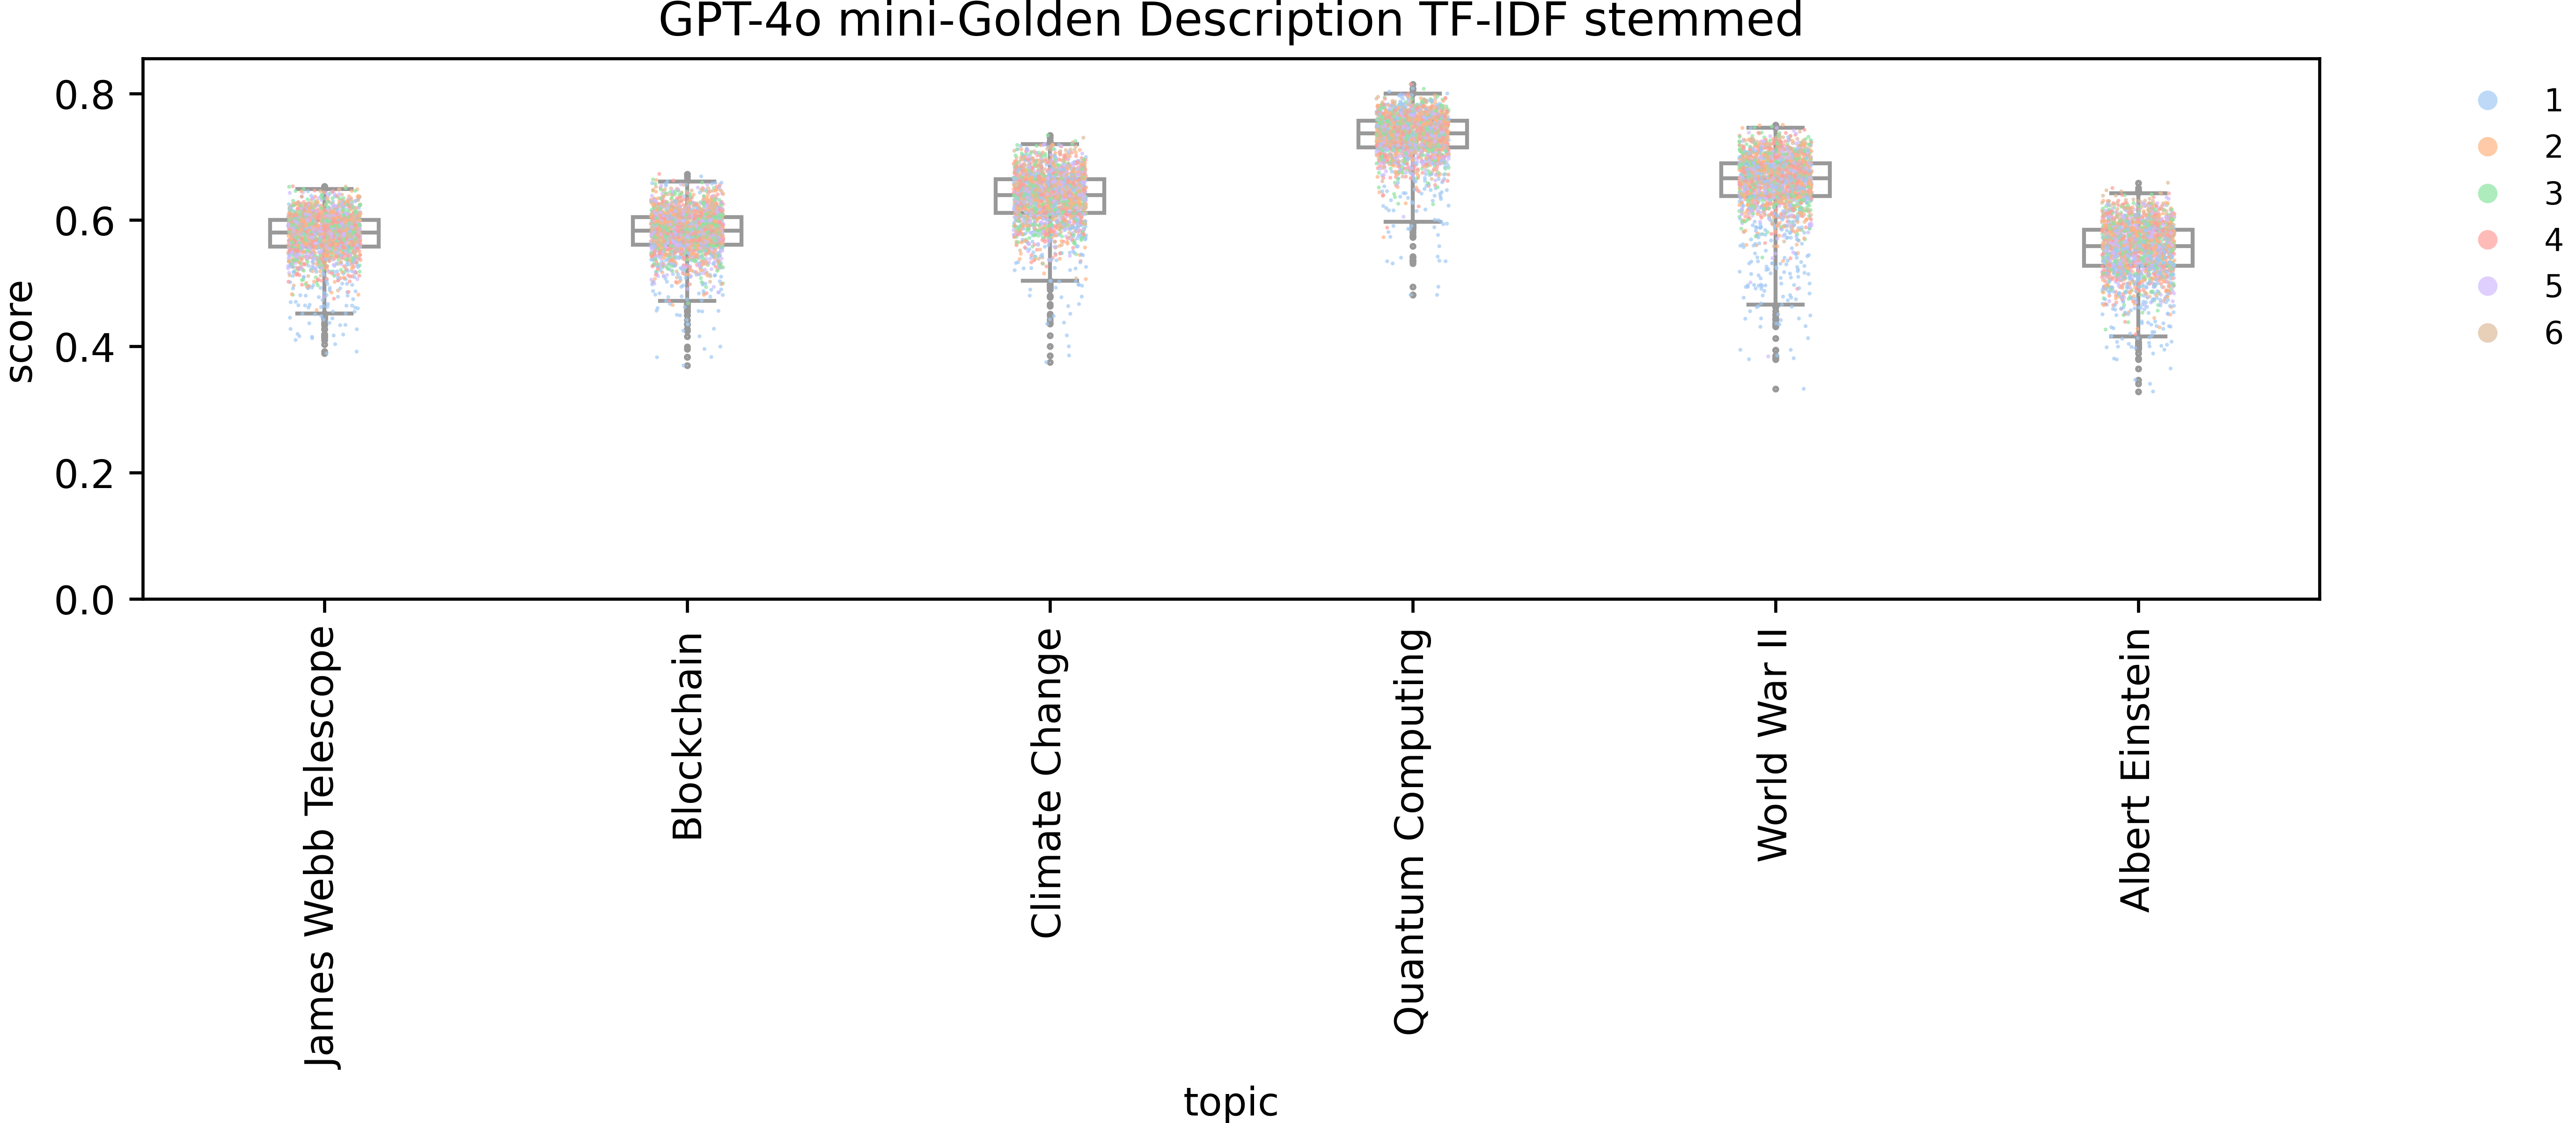 GPT-4o mini-Golden Description TF-IDF stemmed
score
0.8
0.6
0.4
0.2
0.0
James Webb Telescope
Blockchain
Climate Change
Quantum Computing
World War II
Albert Einstein
topic
1
2
3
4
5
6